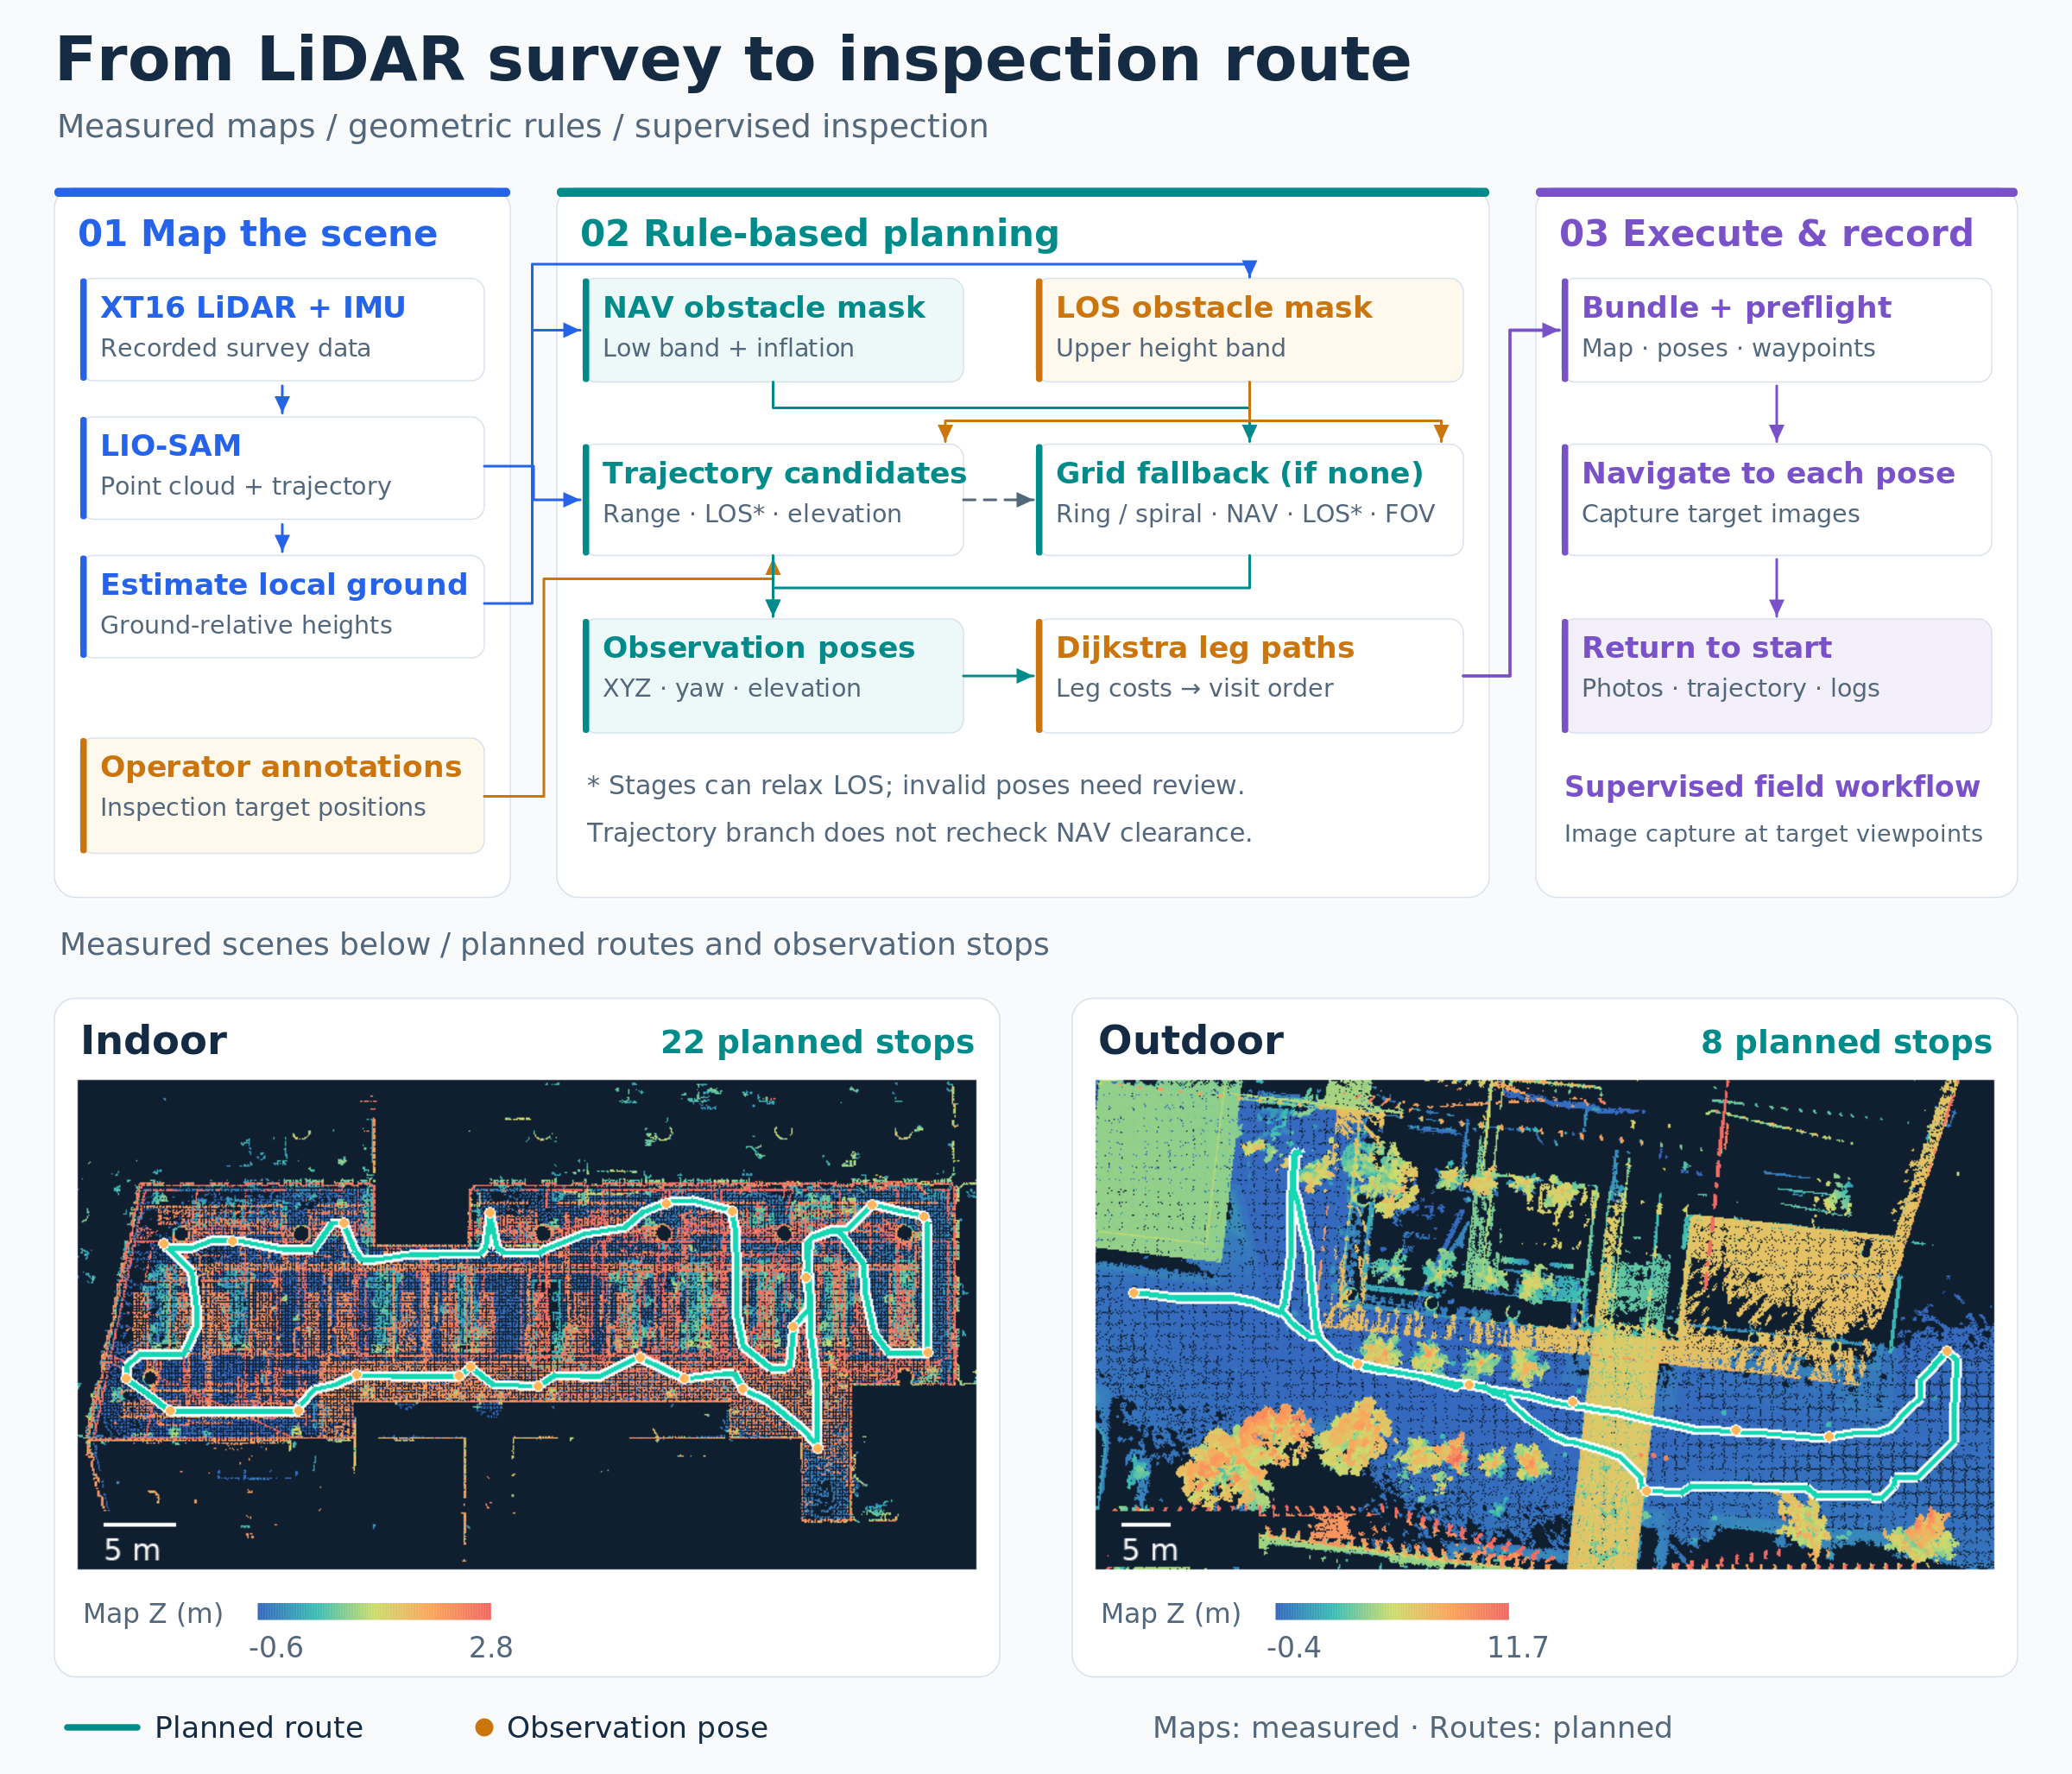 From LiDAR survey to inspection route
Measured maps / geometric rules / supervised inspection
01 Map the scene
XT16 LiDAR + IMU
Recorded survey data
LIO-SAM
Point cloud + trajectory
Estimate local ground
Ground-relative heights
Operator annotations
Inspection target positions
02 Rule-based planning
NAV obstacle mask
Low band + inflation
LOS obstacle mask
Upper height band
Trajectory candidates
Range · LOS* · elevation
Grid fallback (if none)
Ring / spiral · NAV · LOS* · FOV
Observation poses
XYZ · yaw · elevation
Dijkstra leg paths
Leg costs → visit order
* Stages can relax LOS; invalid poses need review.
Trajectory branch does not recheck NAV clearance.
03 Execute & record
Bundle + preflight
Map · poses · waypoints
Navigate to each pose
Capture target images
Return to start
Photos · trajectory · logs
Supervised field workflow
Image capture at target viewpoints
Measured scenes below / planned routes and observation stops
Indoor
22 planned stops
5 m
Map Z (m)
-0.6
2.8
Outdoor
8 planned stops
5 m
Map Z (m)
-0.4
11.7
Planned route
Observation pose
Maps: measured · Routes: planned